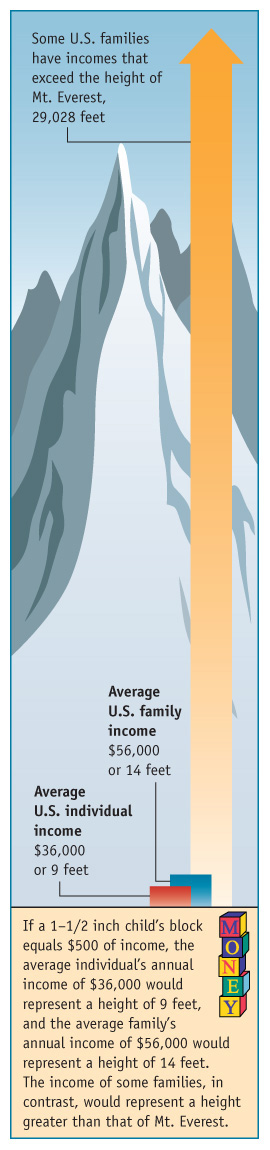 Some U.S. families
have incomes that
exceed the height of
Mt. Everest,
29,028 feet
Average
U.S. family
income
$56,000
or 14 feet
Average
U.S. individual
income
$36,000
or 9 feet
If a 1–1/2 inch child’s block
equals $500 of income, the
average individual’s annual
income of $36,000 would
represent a height of 9 feet,
and the average family’s
annual income of $56,000 would
represent a height of 14 feet.
The income of some families, in
contrast, would represent a height
greater than that of Mt. Everest.
M
O
N
E
Y